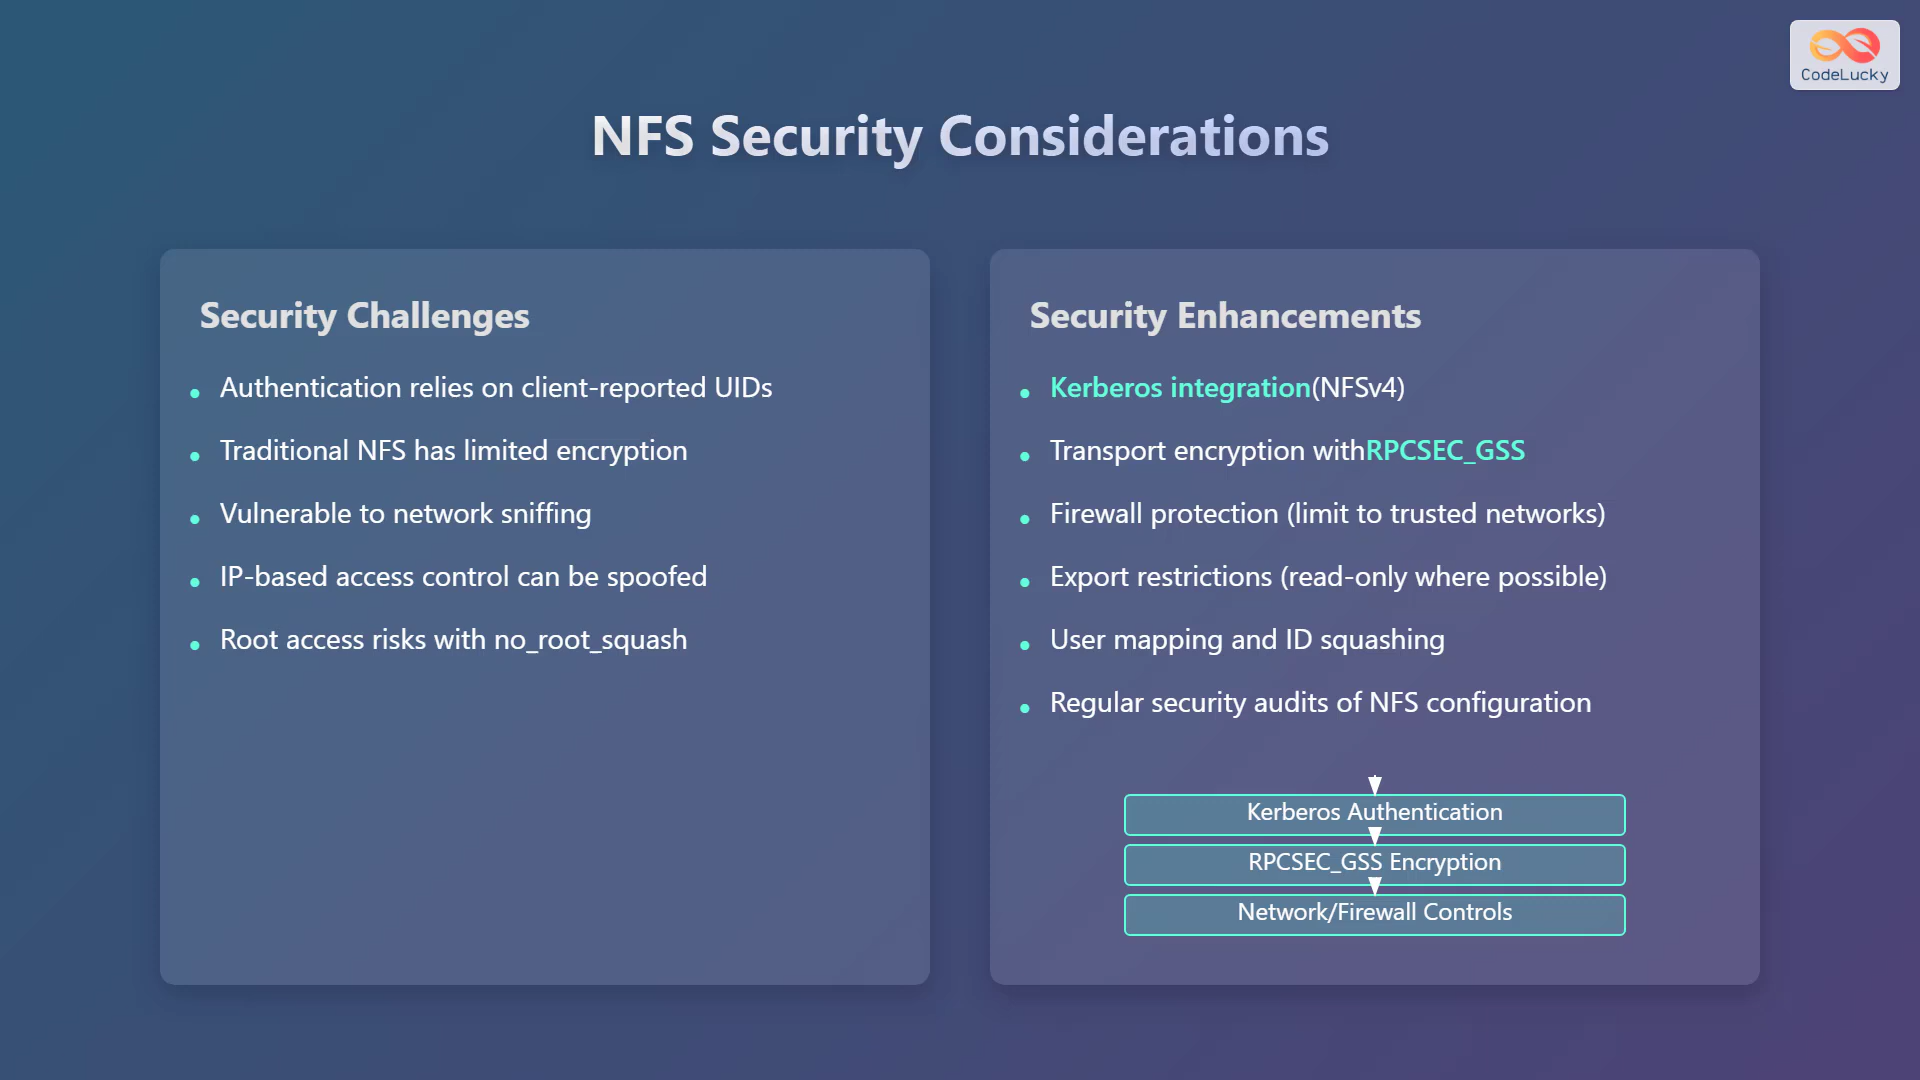 CodeLucky
NFS Security Considerations
Security Challenges
Authentication relies on client-reported UIDs
Traditional NFS has limited encryption
Vulnerable to network sniffing
IP-based access control can be spoofed
Root access risks with no_root_squash
Security Enhancements
Kerberos integration(NFSv4)
Transport encryption withRPCSEC_GSS
Firewall protection (limit to trusted networks)
Export restrictions (read-only where possible)
User mapping and ID squashing
Regular security audits of NFS configuration
Kerberos Authentication
RPCSEC_GSS Encryption
Network/Firewall Controls